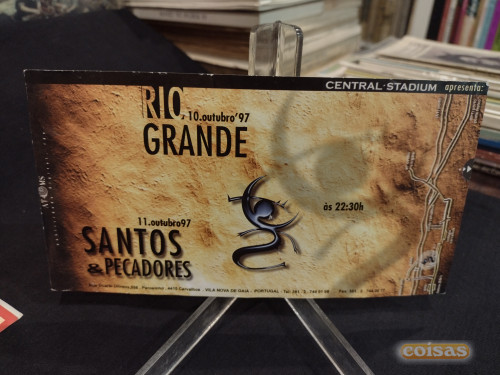 CENTRAL·STADIUM apresenta:
RIO, 10.outubro'97
GRANDE
às 22:30h
11.outubro97
SANTOS
& PECADORES
VILA NOVA DE GAIA - PORTUGAL
coisas